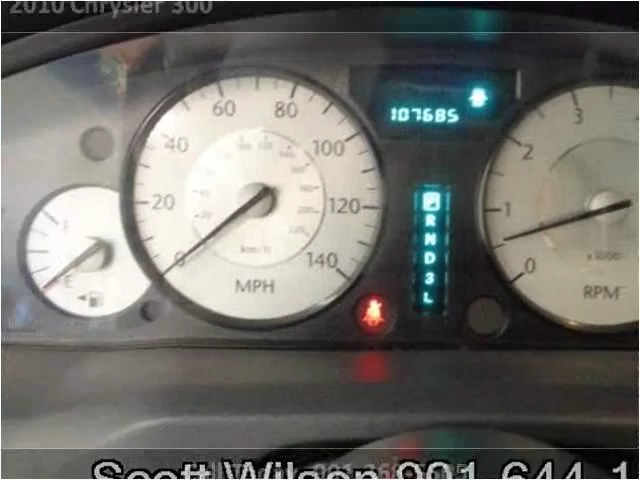 2010 Chrysler 300
60 80
40 100
20 120
0 140
km/h
MPH
F
E
107685
P
R
N
D
3
L
3
2
1
0
x1000
RPM
Scott Wilson 901-644-1